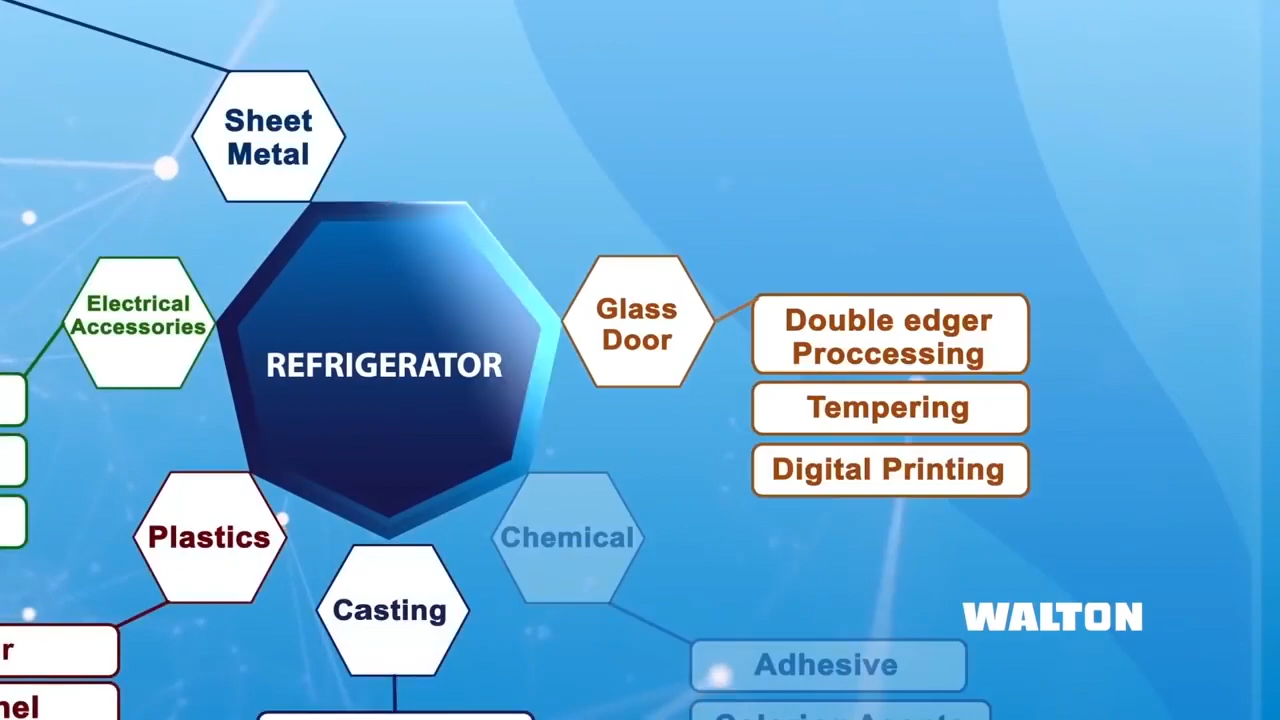 Sheet
Metal
Electrical
Accessories
Glass
Door
Double edger
Proccessing
REFRIGERATOR
Tempering
Digital Printing
Plastics
Chemical
Casting
WALTON
Adhesive